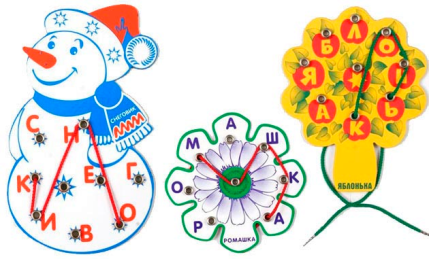 СНЕГОВИК
С Н
К Е Г
И В О
А
М Ш
О К
Р А
РОМАШКА
Б Л О
Я
А К Ь
ЯБЛОНЬКА